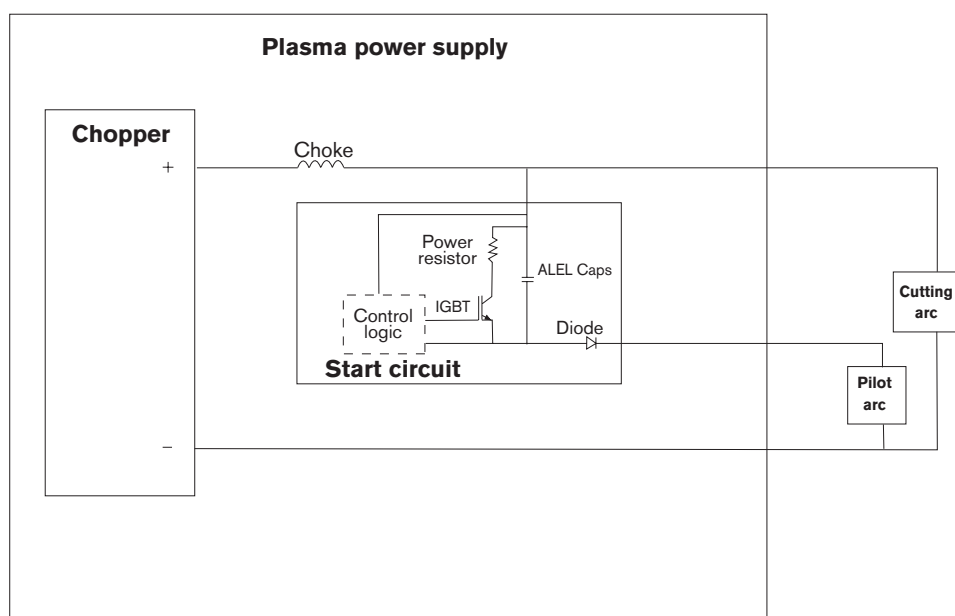 Plasma power supply
Chopper
+
Choke
Power
resistor
ALEL Caps
IGBT
Control
logic
Diode
Start circuit
Cutting
arc
Pilot
arc
–